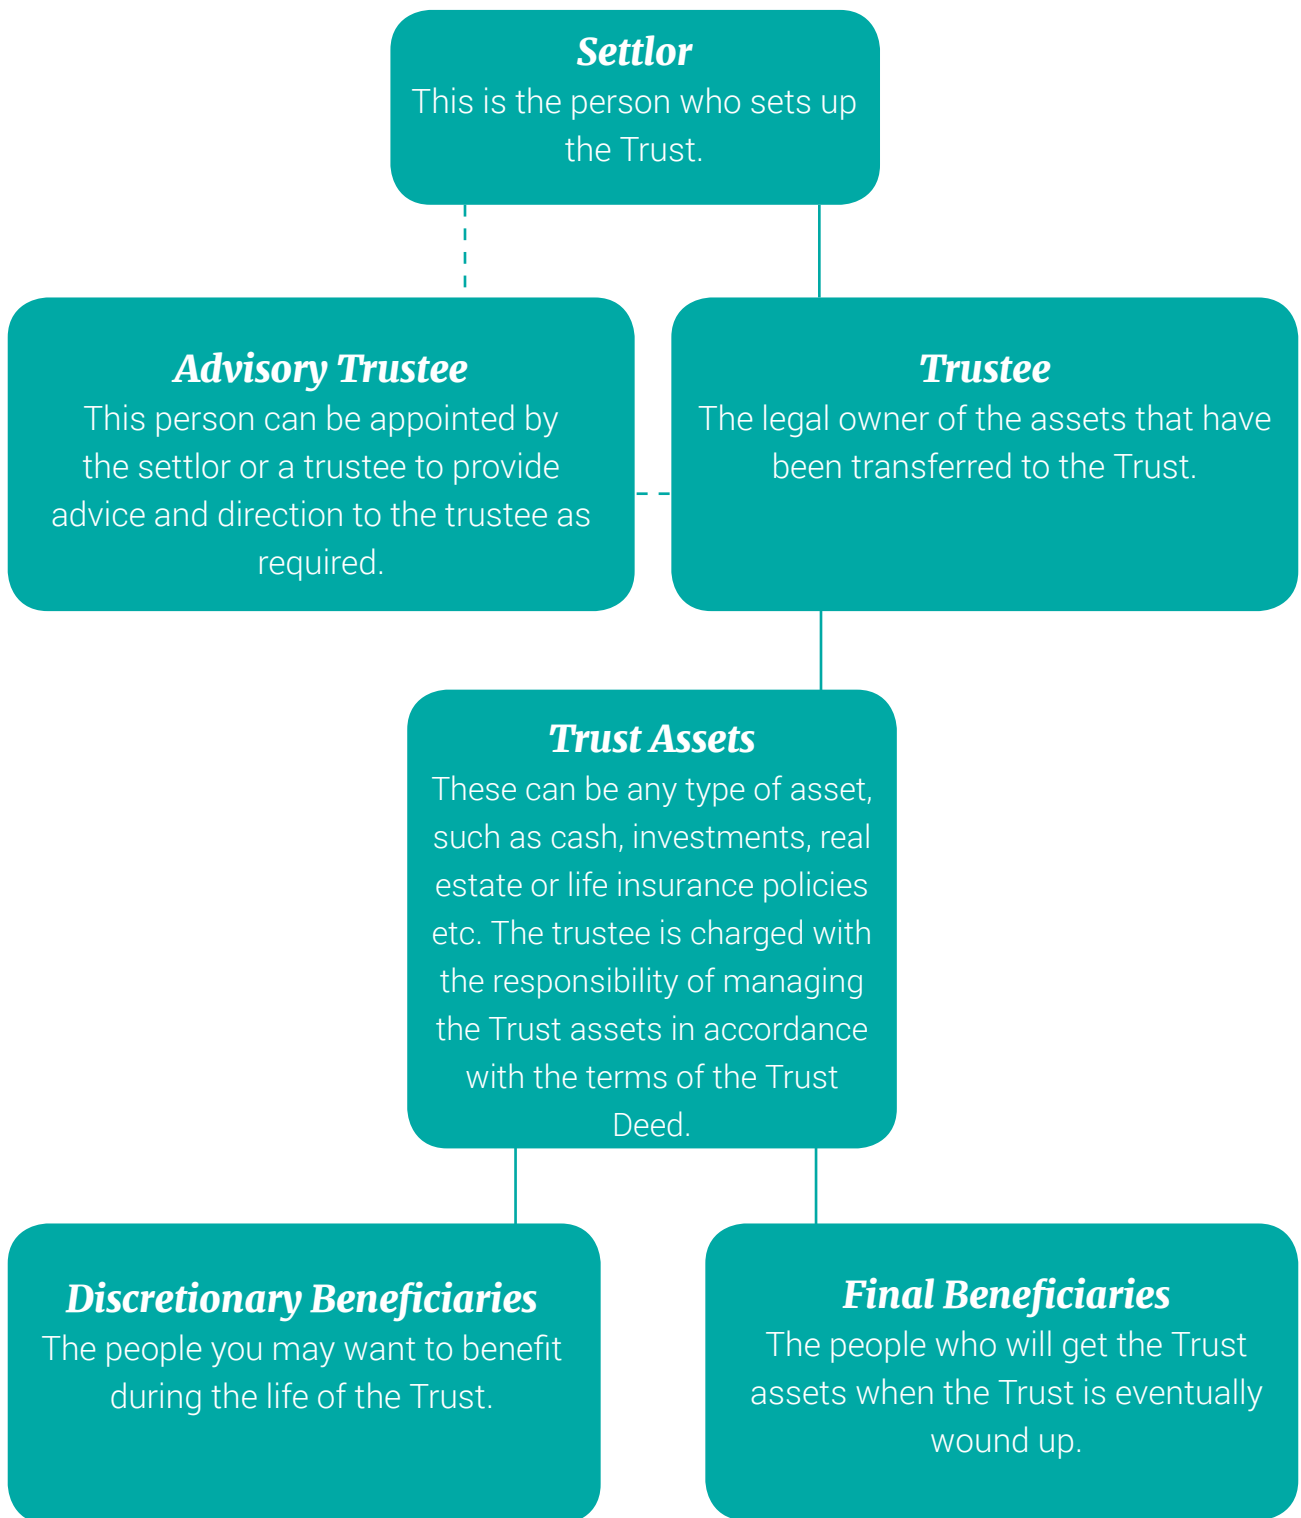 Settlor
This is the person who sets up
the Trust.
Advisory Trustee
This person can be appointed by
the settlor or a trustee to provide
advice and direction to the trustee as
required.
Trustee
The legal owner of the assets that have
been transferred to the Trust.
Trust Assets
These can be any type of asset,
such as cash, investments, real
estate or life insurance policies
etc. The trustee is charged with
the responsibility of managing
the Trust assets in accordance
with the terms of the Trust
Deed.
Discretionary Beneficiaries
The people you may want to benefit
during the life of the Trust.
Final Beneficiaries
The people who will get the Trust
assets when the Trust is eventually
wound up.